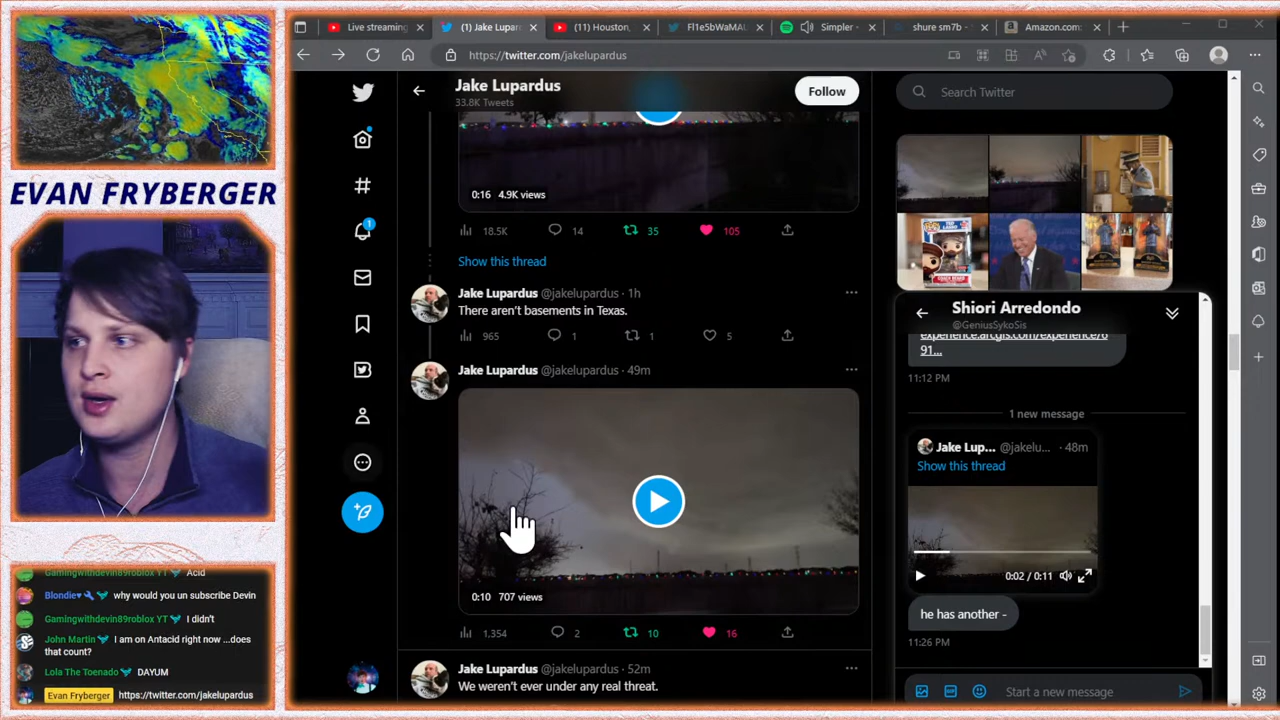 Live streaming
(1) Jake Lupar
(11) Houston,
Fl1e5bWaMAU
Simpler
shure sm7b
Amazon.com
https://twitter.com/jakelupardus
Jake Lupardus
33.8K Tweets
Follow
Search Twitter
0:16 4.9K views
18.5K 14 35 105
Show this thread
Jake Lupardus @jakelupardus · 1h
There aren't basements in Texas.
965 1 1 5
Jake Lupardus @jakelupardus · 49m
0:10 707 views
1,354 2 10 16
Jake Lupardus @jakelupardus · 52m
We weren't ever under any real threat.
Shiori Arredondo
@GeniusSykoSis
experience.arcgis.com/experience/6
91...
11:12 PM
1 new message
Jake Lup... @jakelu... · 48m
Show this thread
0:02 / 0:11
he has another -
11:26 PM
Start a new message
EVAN FRYBERGER
Gamingwithdevin89roblox YT Acid
Blondie♥ why would you un subscribe Devin
Gamingwithdevin89roblox YT I didn't
John Martin I am on Antacid right now ...does
that count?
Lola The Toenado DAYUM
Evan Fryberger https://twitter.com/jakelupardus